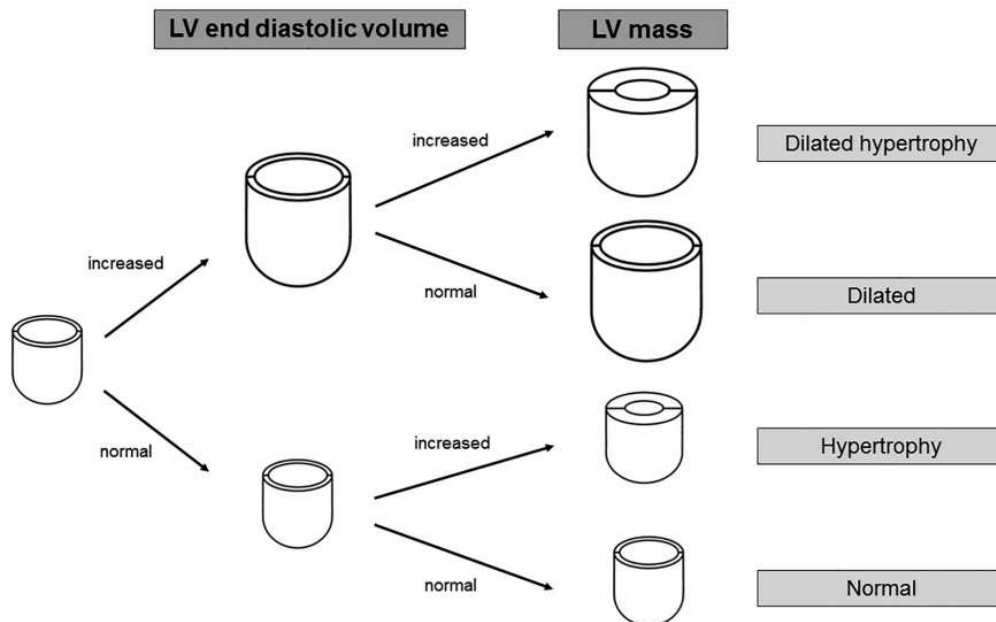 LV end diastolic volume
LV mass
increased
Dilated hypertrophy
increased
normal
Dilated
normal
increased
Hypertrophy
normal
Normal